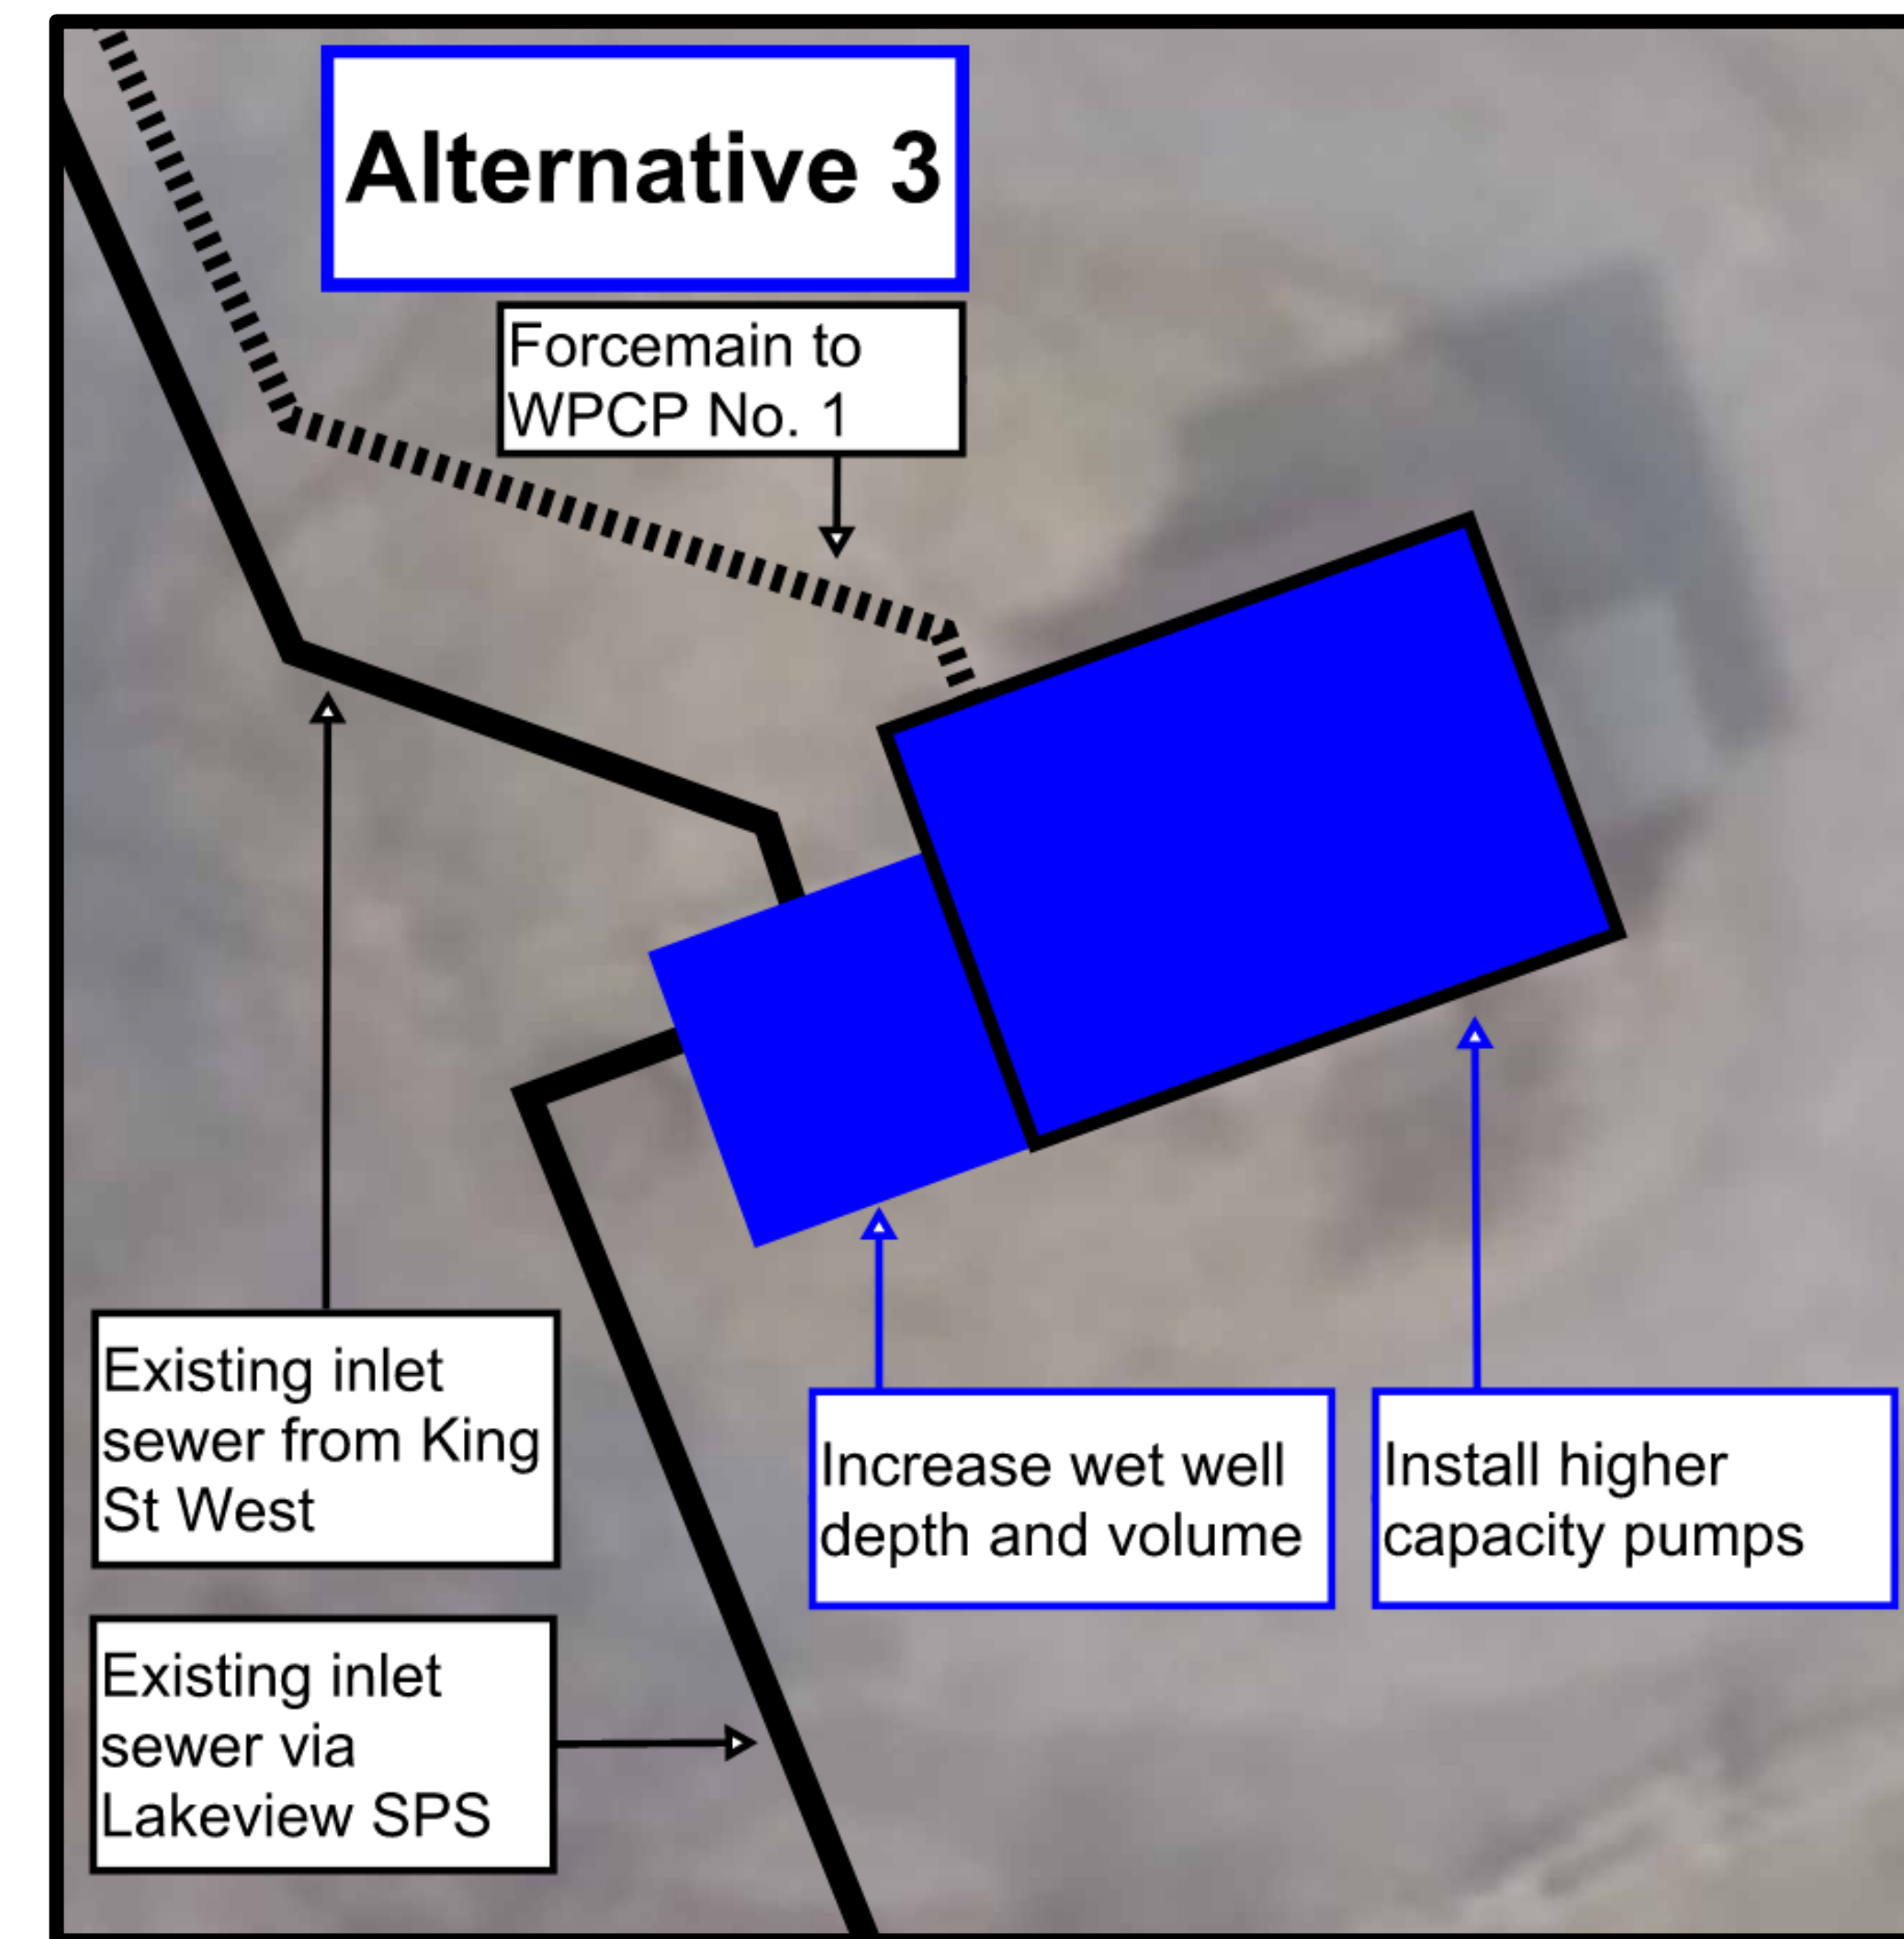 Alternative 3
Forcemain to
WPCP No. 1
Existing inlet
sewer from King
St West
Increase wet well
depth and volume
Install higher
capacity pumps
Existing inlet
sewer via
Lakeview SPS